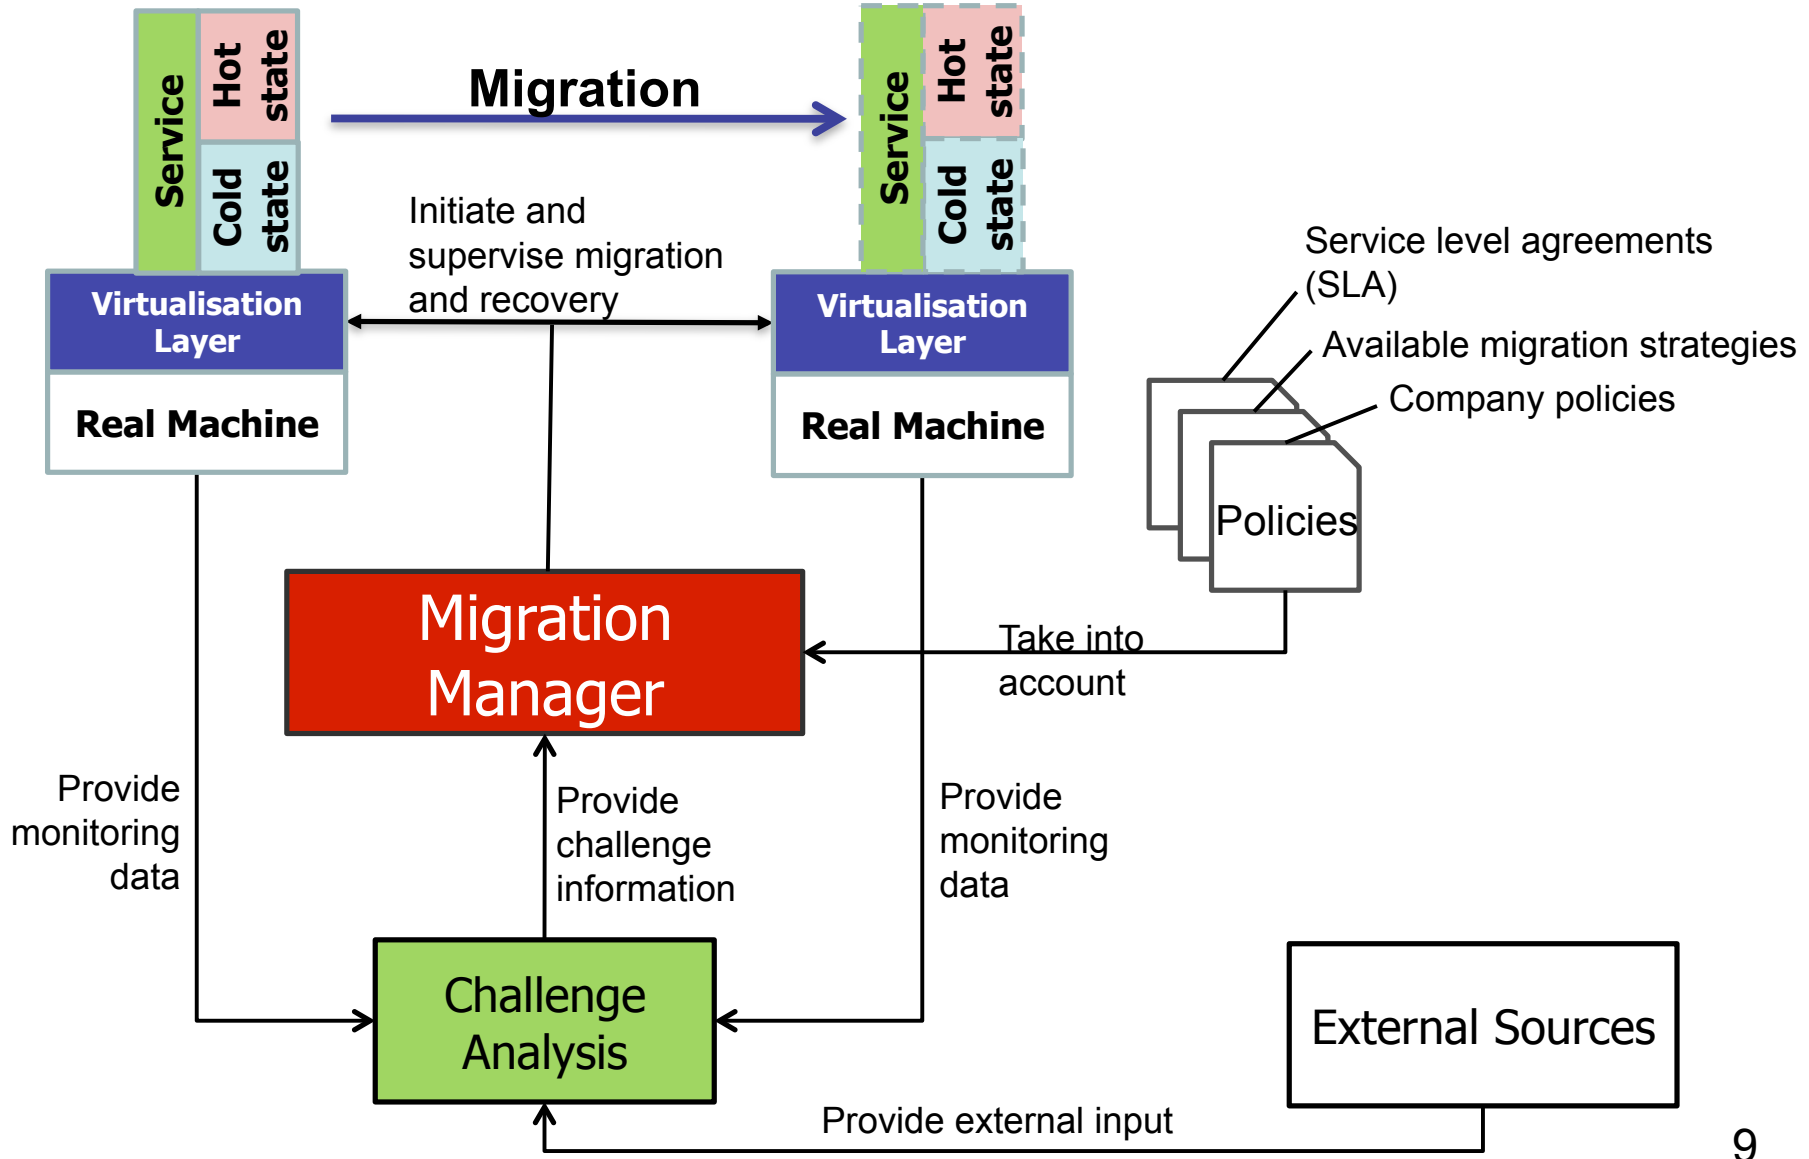 Service
Hot
state
Cold
state
Migration
Service
Hot
state
Cold
state
Initiate and
supervise migration
and recovery
Virtualisation
Layer
Real Machine
Virtualisation
Layer
Real Machine
Service level agreements
(SLA)
Available migration strategies
Company policies
Policies
Migration
Manager
Take into
account
Provide
monitoring
data
Provide
challenge
information
Provide
monitoring
data
Challenge
Analysis
External Sources
Provide external input
9